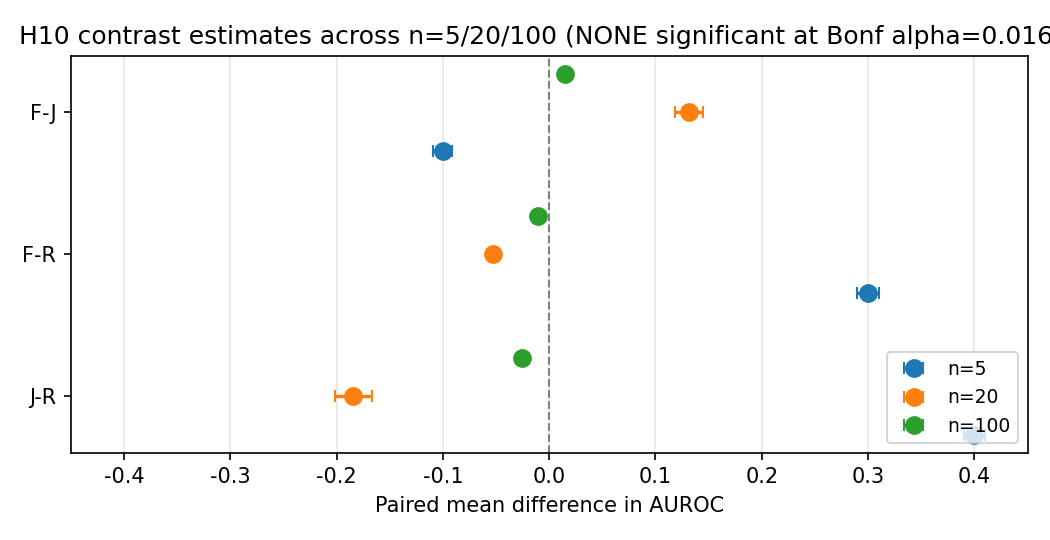 H10 contrast estimates across n=5/20/100 (NONE significant at Bonf alpha=0.016
F-J
F-R
J-R
n=5
n=20
n=100
-0.4 -0.3 -0.2 -0.1 0.0 0.1 0.2 0.3 0.4
Paired mean difference in AUROC